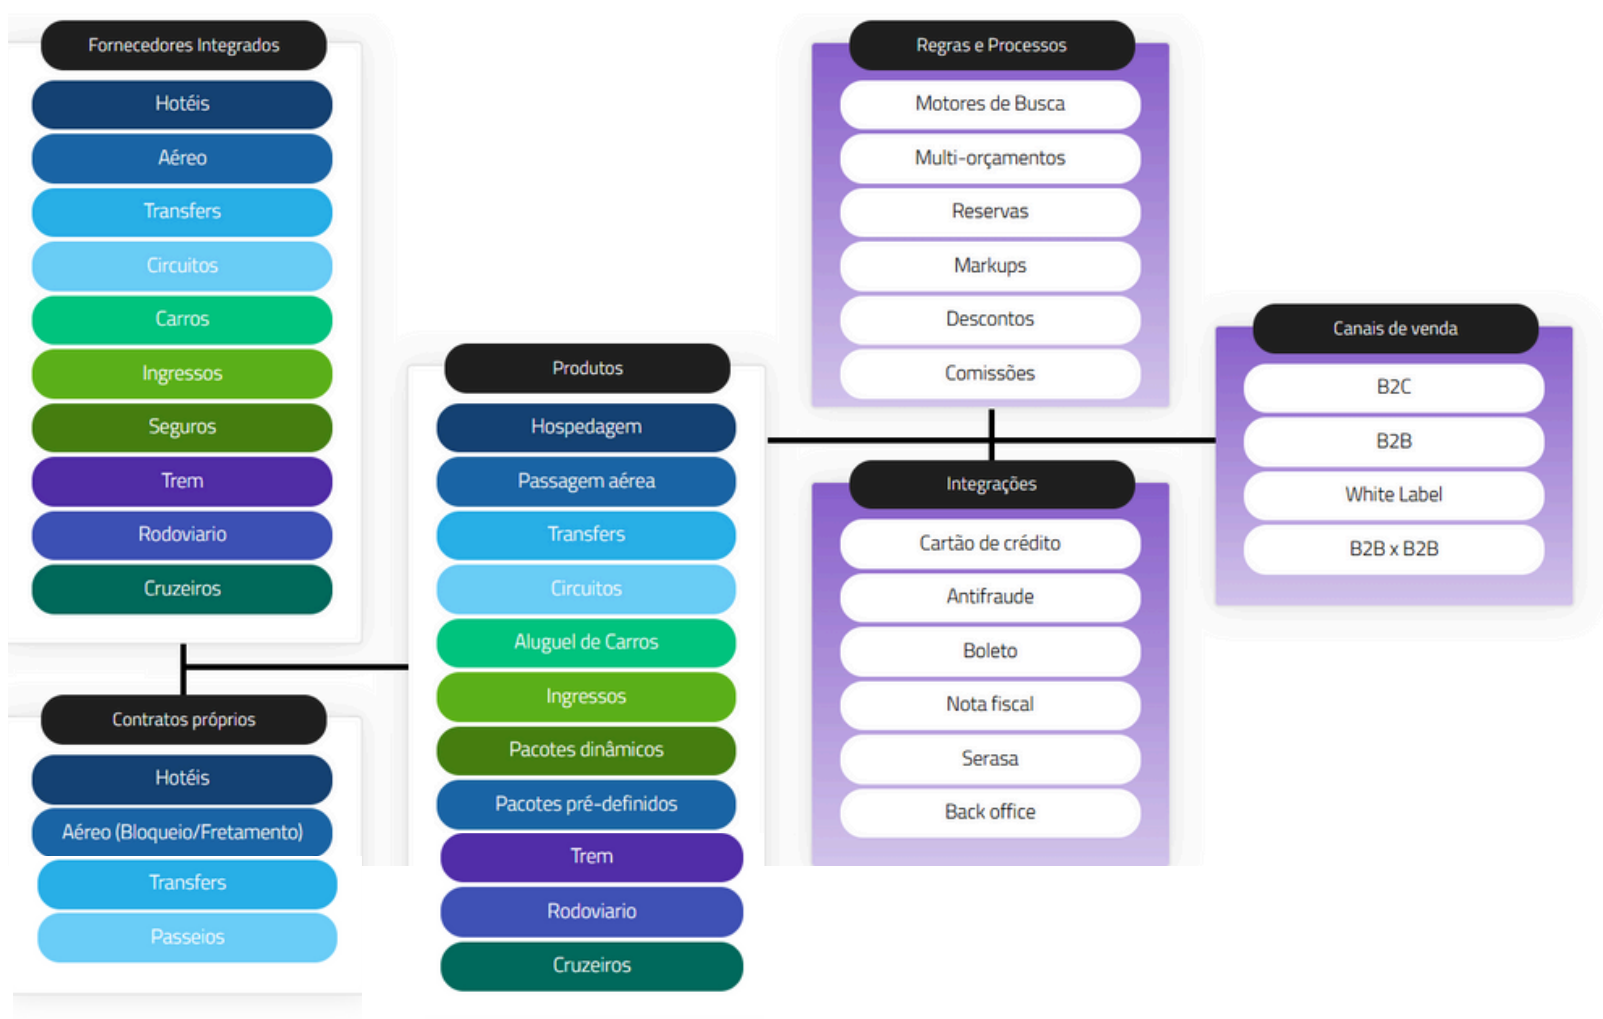 Fornecedores Integrados
Hotéis
Aéreo
Transfers
Circuitos
Carros
Ingressos
Seguros
Trem
Rodoviario
Cruzeiros
Contratos próprios
Hotéis
Aéreo (Bloqueio/Fretamento)
Transfers
Passeios
Produtos
Hospedagem
Passagem aérea
Transfers
Circuitos
Aluguel de Carros
Ingressos
Pacotes dinâmicos
Pacotes pré-definidos
Trem
Rodoviario
Cruzeiros
Regras e Processos
Motores de Busca
Multi-orçamentos
Reservas
Markups
Descontos
Comissões
Integrações
Cartão de crédito
Antifraude
Boleto
Nota fiscal
Serasa
Back office
Canais de venda
B2C
B2B
White Label
B2B x B2B